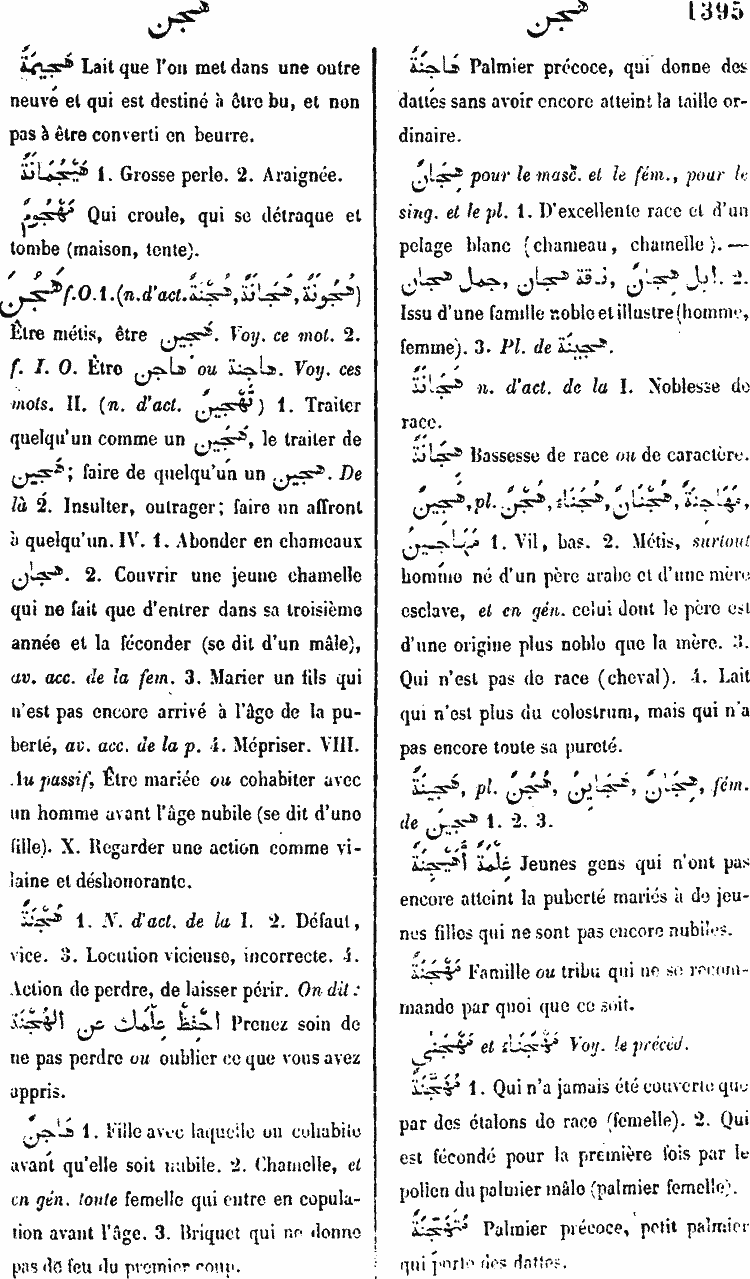 هجن
هجن
1395
هَجِيمَةٌ Lait que l'on met dans une outre
neuve et qui est destiné à être bu, et non
pas à être converti en beurre.
هَيْجُمَانَةٌ 1. Grosse perle. 2. Araignée.
مَهْجُومٌ Qui croule, qui se détraque et
tombe (maison, tente).
هَجُنَ f. O. 1. (n. d'act. هُجْنَةٌ, هَجَانَةٌ, هُجُونَةٌ)
Être métis, être هجين. Voy. ce mot. 2.
f. I. O. Être هاجن ou هاجنة. Voy. ces
mots. II. (n. d'act. تَهْجِينٌ) 1. Traiter
quelqu'un comme un هَجِين, le traiter de
هَجِين; faire de quelqu'un un هجين. De
là 2. Insulter, outrager; faire un affront
à quelqu'un. IV. 1. Abonder en chameaux
هجان. 2. Couvrir une jeune chamelle
qui ne fait que d'entrer dans sa troisième
année et la féconder (se dit d'un mâle),
av. acc. de la fem. 3. Marier un fils qui
n'est pas encore arrivé à l'âge de la pu-
berté, av. acc. de la p. 4. Mépriser. VIII.
Au passif, Être mariée ou cohabiter avec
un homme avant l'âge nubile (se dit d'une
fille). X. Regarder une action comme vi-
laine et déshonorante.
هُجْنَةٌ 1. N. d'act. de la I. 2. Défaut,
vice. 3. Locution vicieuse, incorrecte. 4.
Action de perdre, de laisser périr. On dit :
احْفَظْ عِلْمَك عن الهُجْنَة Prenez soin de
ne pas perdre ou oublier ce que vous avez
appris.
هَاجِنٌ 1. Fille avec laquelle on cohabite
avant qu'elle soit nubile. 2. Chamelle, et
en gén. toute femelle qui entre en copula-
tion avant l'âge. 3. Briquet qui ne donne
pas de feu du premier coup.
هَاجِنَةٌ Palmier précoce, qui donne des
dattes sans avoir encore atteint la taille or-
dinaire.
هِجَانٌ pour le masc. et le fém., pour le
sing. et le pl. 1. D'excellente race et d'un
pelage blanc (chameau, chamelle). —
ابل هِجانٌ, نـاقة هجان, جمل هجان. 2.
Issu d'une famille noble et illustre (homme,
femme). 3. Pl. de هَجِينَة.
هِجَانَةٌ n. d'act. de la I. Noblesse de
race.
هَجَانَةٌ Bassesse de race ou de caractère.
هَجِينٌ, pl. هُجُنٌ, هُجَنَاءُ, هُجْنَانٌ, مَهَاجِنَةٌ,
مَهَاجِينُ 1. Vil, bas. 2. Métis, surtout
homme né d'un père arabe et d'une mère
esclave, et en gén. celui dont le père est
d'une origine plus noble que la mère. 3.
Qui n'est pas de race (cheval). 4. Lait
qui n'est plus du colostrum, mais qui n'a
pas encore toute sa pureté.
هَجِينَةٌ, pl. هُجُنٌ, هَجَايِنُ, هِجَانٌ, fém.
de هجين 1. 2. 3.
غِلْمَةٌ أَهْجِنَةٌ Jeunes gens qui n'ont pas
encore atteint la puberté mariés à de jeu-
nes filles qui ne sont pas encore nubiles.
مَهْجَنَةٌ Famille ou tribu qui ne se recom-
mande par quoi que ce soit.
مَهْجَنَى et مَهْجَنَاءُ Voy. le précéd.
مُهَجَّنَةٌ 1. Qui n'a jamais été couverte que
par des étalons de race (femelle). 2. Qui
est fécondé pour la première fois par le
pollen du palmier mâle (palmier femelle).
مُتَهَجِّنَةٌ Palmier précoce, petit palmier
qui porte des dattes.